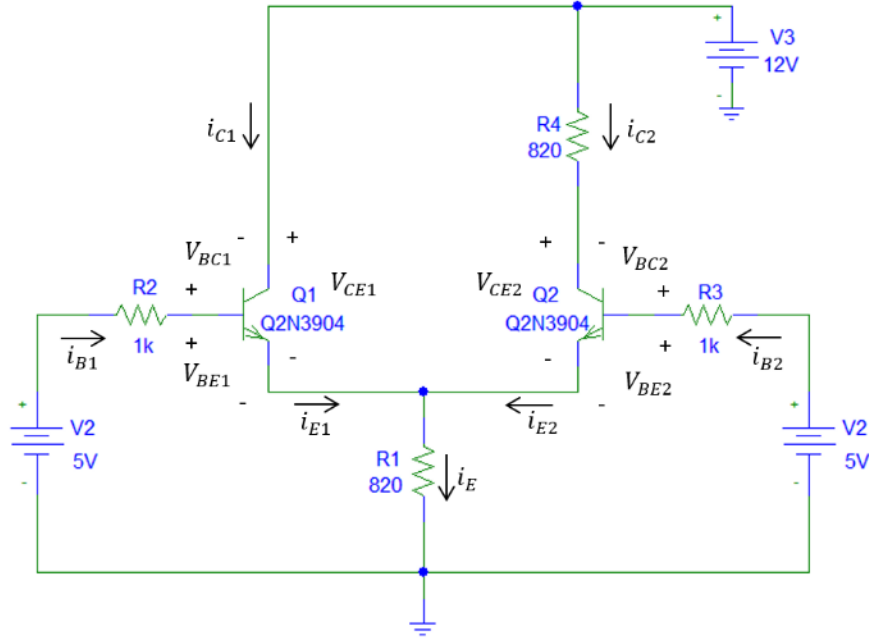 +
V3
12V
-
i_C1
R4
820
i_C2
- +
+ -
V_BC1
V_BC2
R2
+
V_CE1
V_CE2
+
R3
Q1
Q2
Q2N3904
Q2N3904
i_B1
1k
+
-
-
+
1k
i_B2
V_BE1
V_BE2
-
-
+
i_E1
i_E2
+
V2
5V
V2
5V
R1
820
i_E
-
-